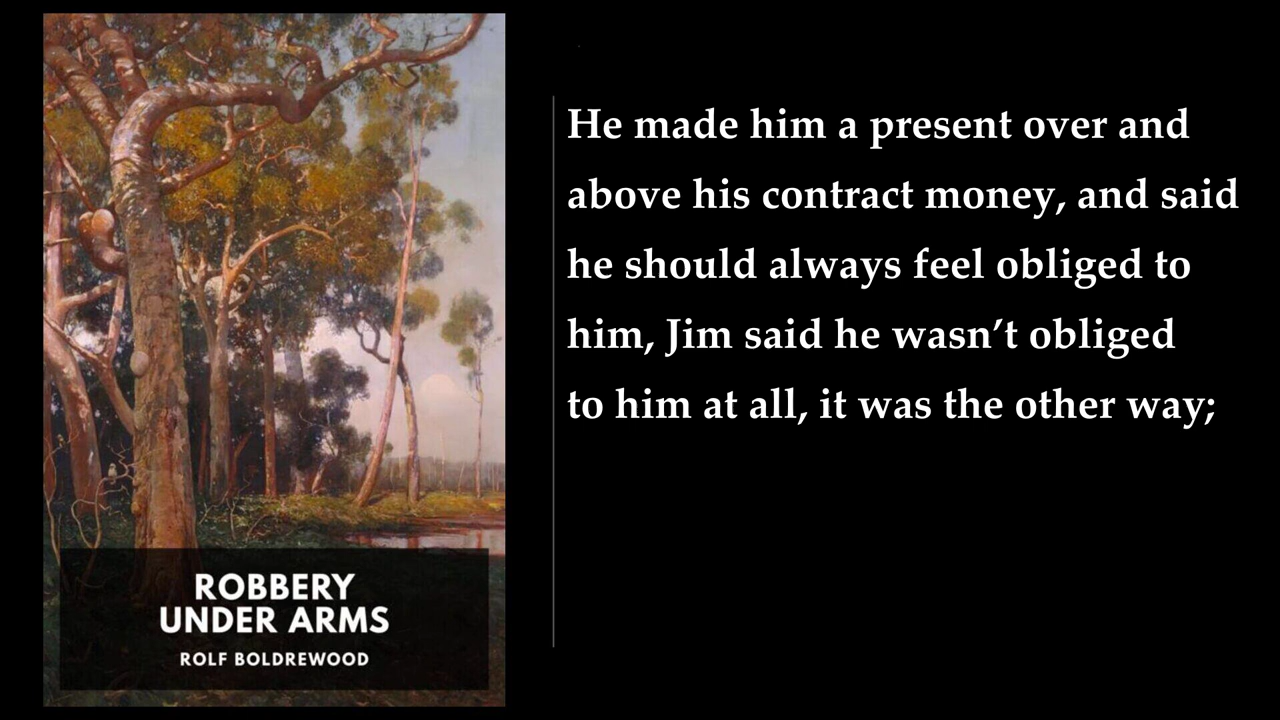 He made him a present over and
above his contract money, and said
he should always feel obliged to
him, Jim said he wasn’t obliged
to him at all, it was the other way;
ROBBERY
UNDER ARMS
ROLF BOLDREWOOD